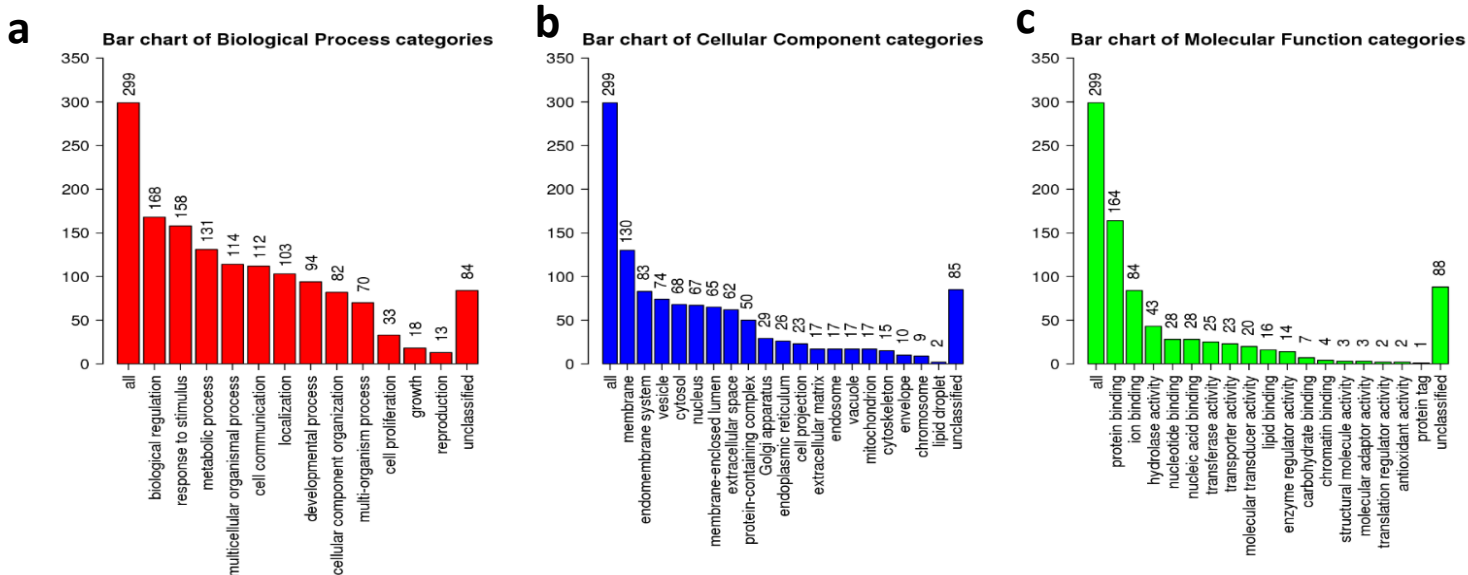 a
Bar chart of Biological Process categories
350
300
250
200
150
100
50
0
299
168
158
131
114
112
103
94
82
70
33
18
13
84
all
biological regulation
response to stimulus
metabolic process
multicellular organismal process
cell communication
localization
developmental process
cellular component organization
multi-organism process
cell proliferation
growth
reproduction
unclassified
b
Bar chart of Cellular Component categories
350
300
250
200
150
100
50
0
299
130
83
74
68
67
65
62
50
29
26
23
17
17
17
17
15
10
9
2
85
all
membrane
endomembrane system
vesicle
cytosol
nucleus
membrane-enclosed lumen
extracellular space
protein-containing complex
Golgi apparatus
endoplasmic reticulum
cell projection
extracellular matrix
endosome
vacuole
mitochondrion
cytoskeleton
envelope
chromosome
lipid droplet
unclassified
c
Bar chart of Molecular Function categories
350
300
250
200
150
100
50
0
299
164
84
43
28
28
25
23
20
16
14
7
4
3
3
2
2
1
88
all
protein binding
ion binding
hydrolase activity
nucleotide binding
nucleic acid binding
transferase activity
transporter activity
molecular transducer activity
lipid binding
enzyme regulator activity
carbohydrate binding
chromatin binding
structural molecule activity
molecular adaptor activity
translation regulator activity
antioxidant activity
protein tag
unclassified